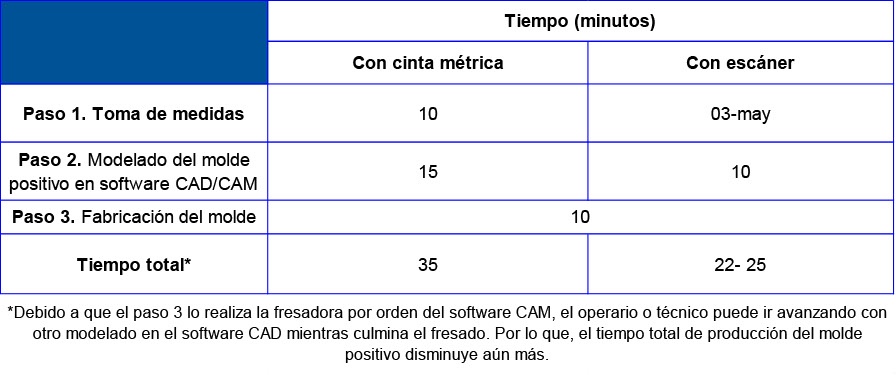 Tiempo (minutos)
Con cinta métrica Con escáner
Paso 1. Toma de medidas 10 03-may
Paso 2. Modelado del molde
positivo en software CAD/CAM 15 10
Paso 3. Fabricación del molde 10
Tiempo total* 35 22- 25
*Debido a que el paso 3 lo realiza la fresadora por orden del software CAM, el operario o técnico puede ir avanzando con
otro modelado en el software CAD mientras culmina el fresado. Por lo que, el tiempo total de producción del molde
positivo disminuye aún más.